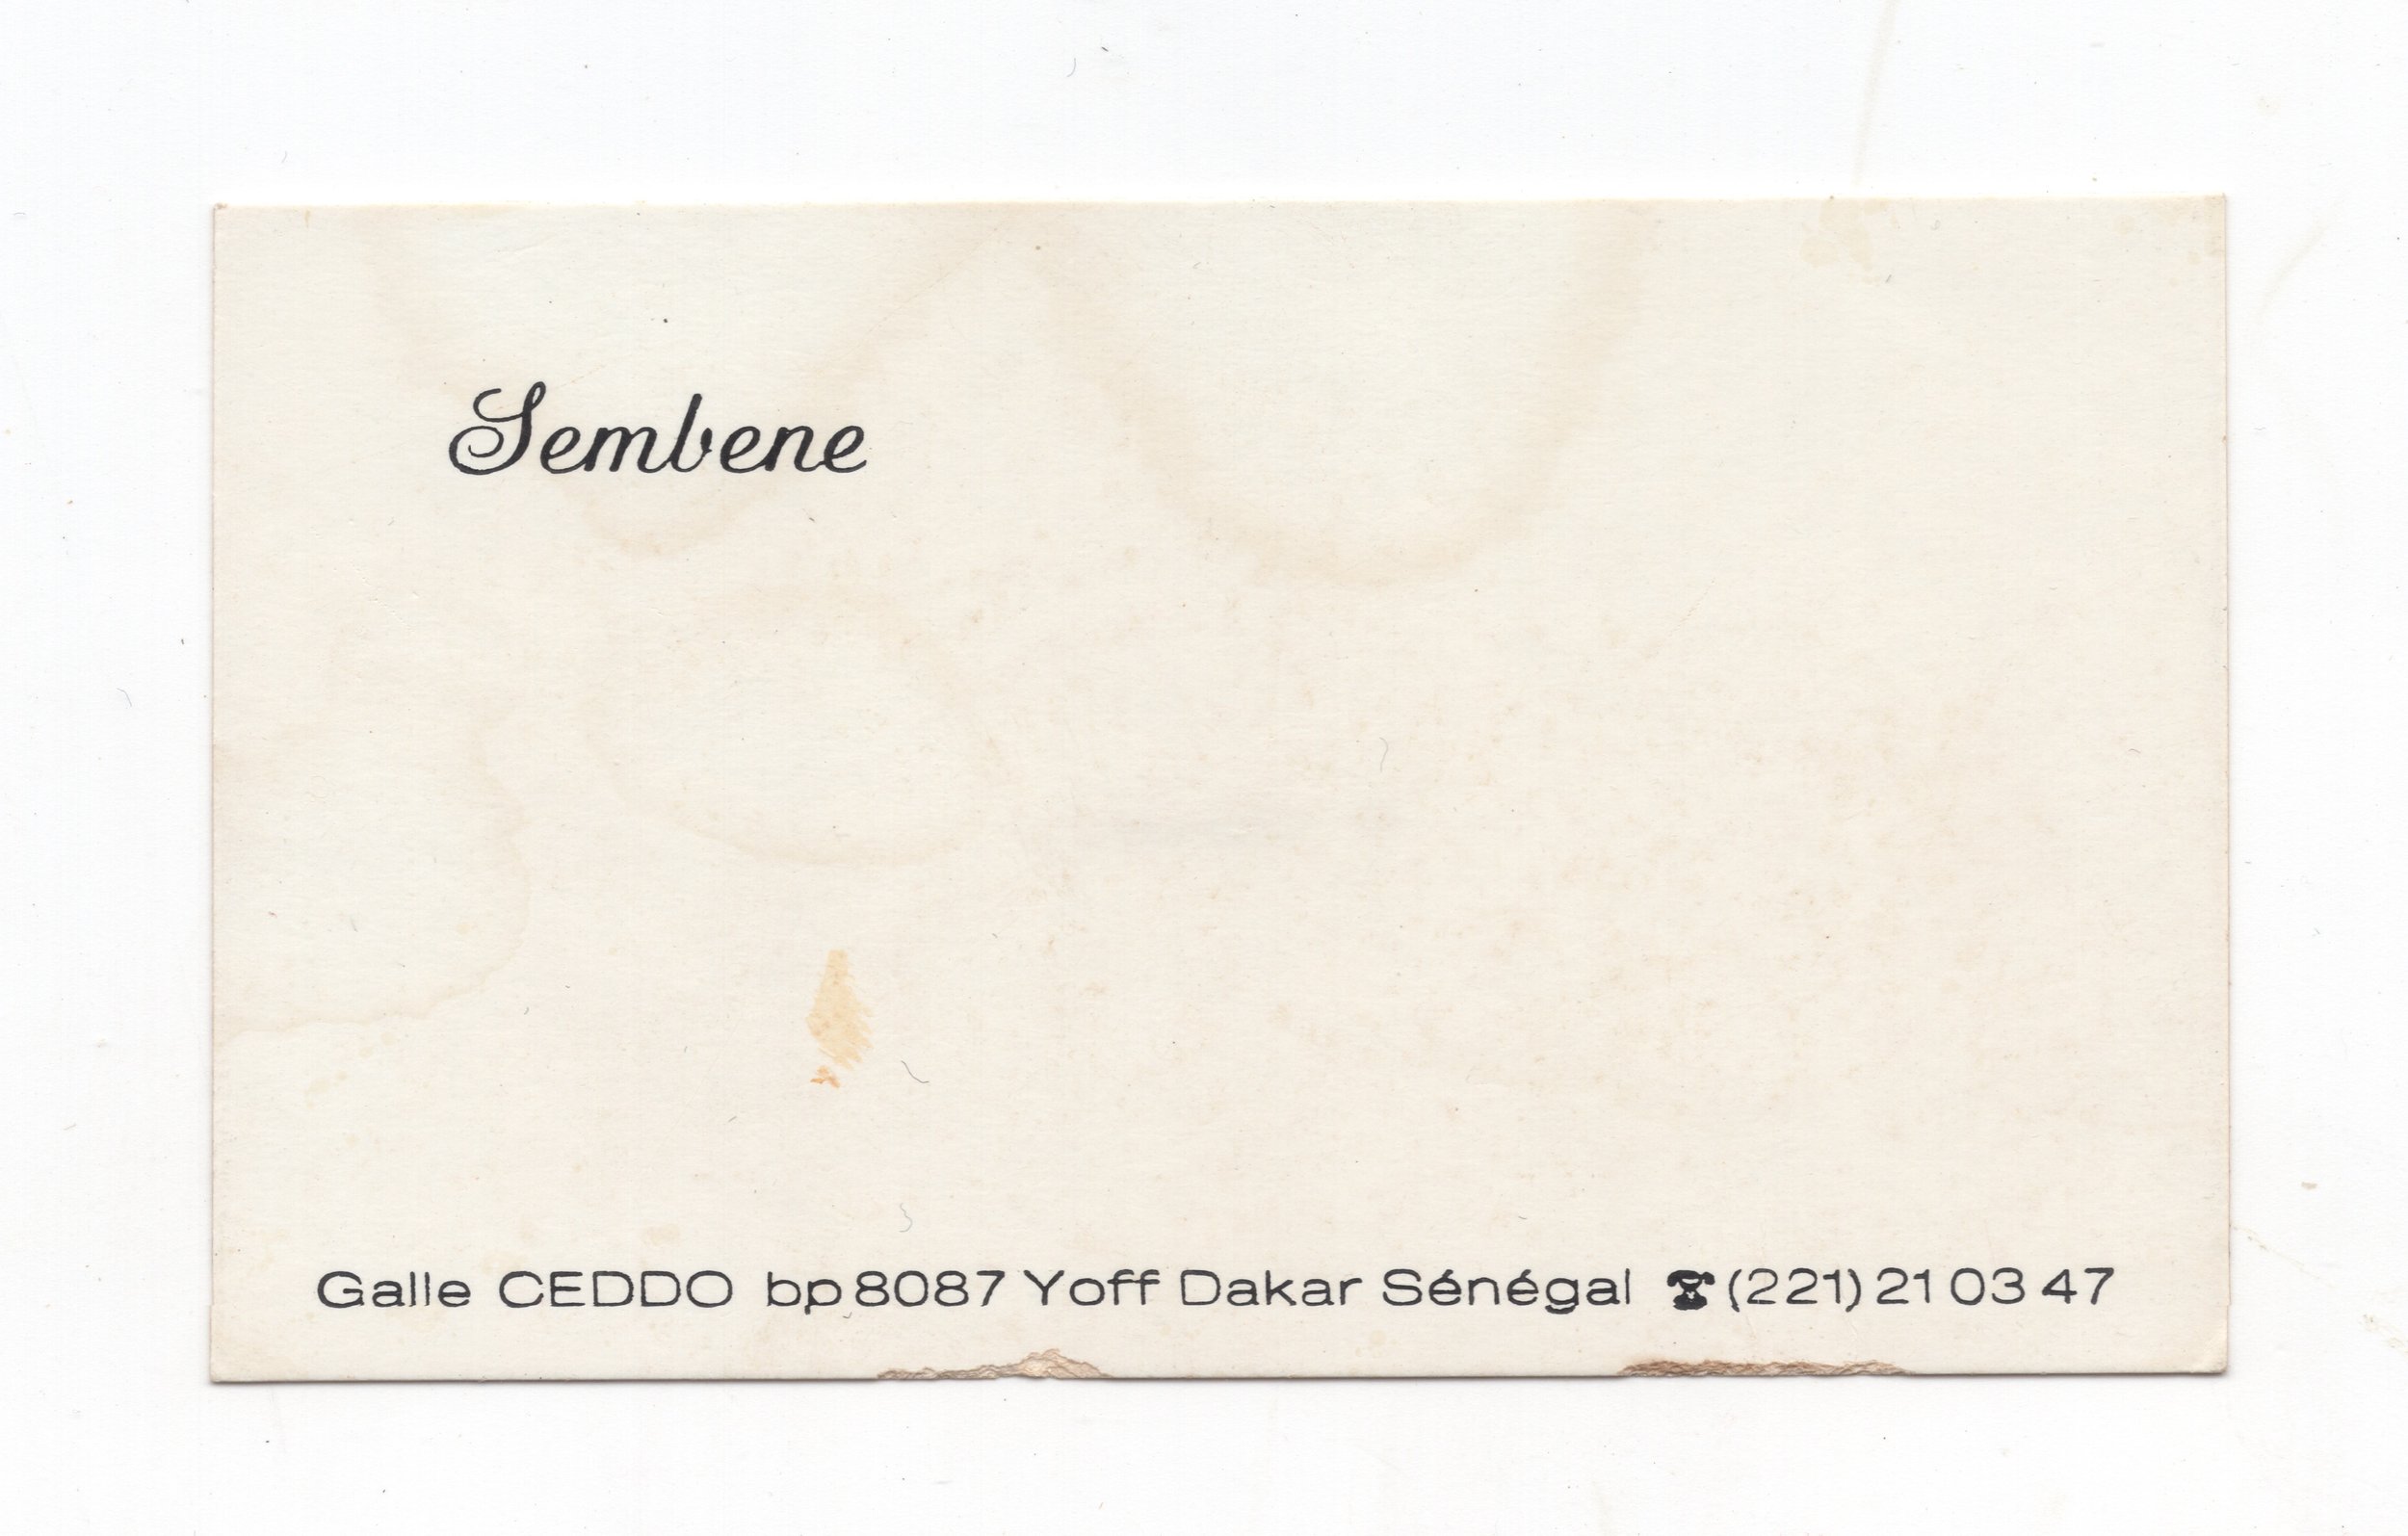 Sembene
Galle CEDDO bp 8087 Yoff Dakar Sénégal ☎ (221) 21 03 47